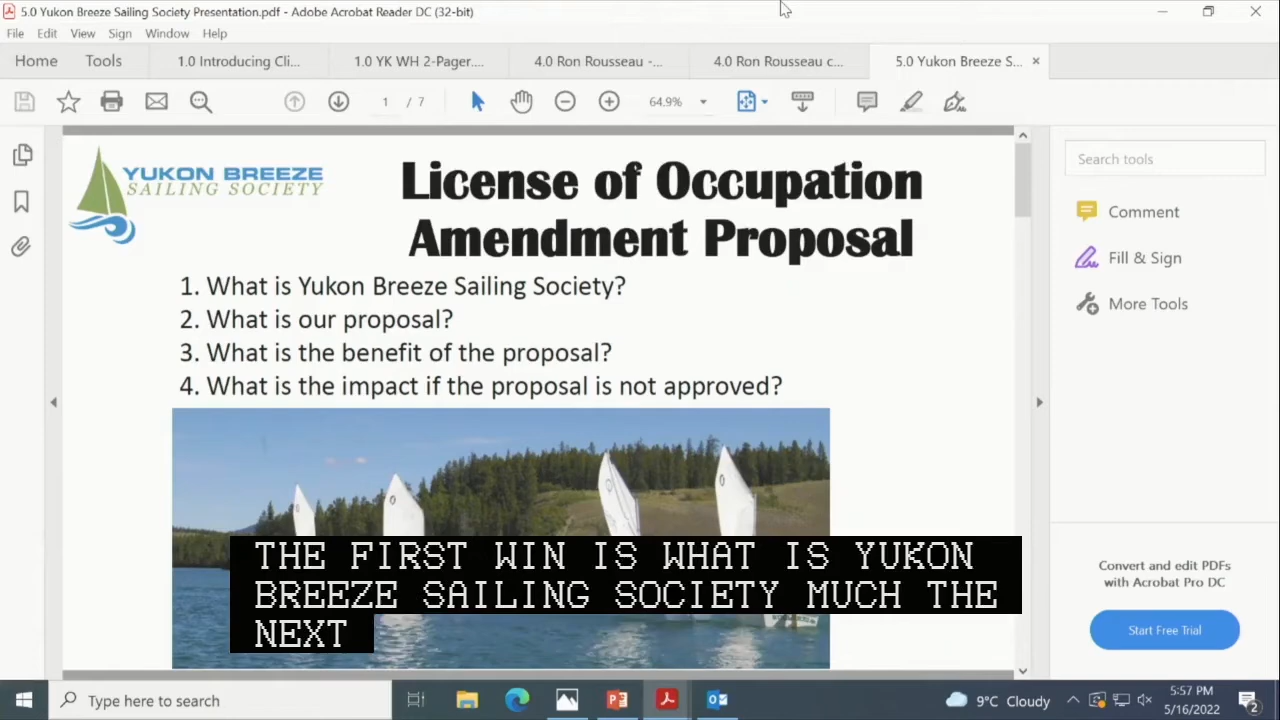 5.0 Yukon Breeze Sailing Society Presentation.pdf - Adobe Acrobat Reader DC (32-bit)
File Edit View Sign Window Help
Home Tools 1.0 Introducing Cli... 1.0 YK WH 2-Pager.... 4.0 Ron Rousseau -... 4.0 Ron Rousseau c... 5.0 Yukon Breeze S... ×
1 / 7 64.9%
YUKON BREEZE
SAILING SOCIETY
License of Occupation
Amendment Proposal
1. What is Yukon Breeze Sailing Society?
2. What is our proposal?
3. What is the benefit of the proposal?
4. What is the impact if the proposal is not approved?
THE FIRST WIN IS WHAT IS YUKON
BREEZE SAILING SOCIETY MUCH THE
NEXT
Search tools
Comment
Fill & Sign
More Tools
Convert and edit PDFs
with Acrobat Pro DC
Start Free Trial
Type here to search
9°C Cloudy
5:57 PM
5/16/2022
2